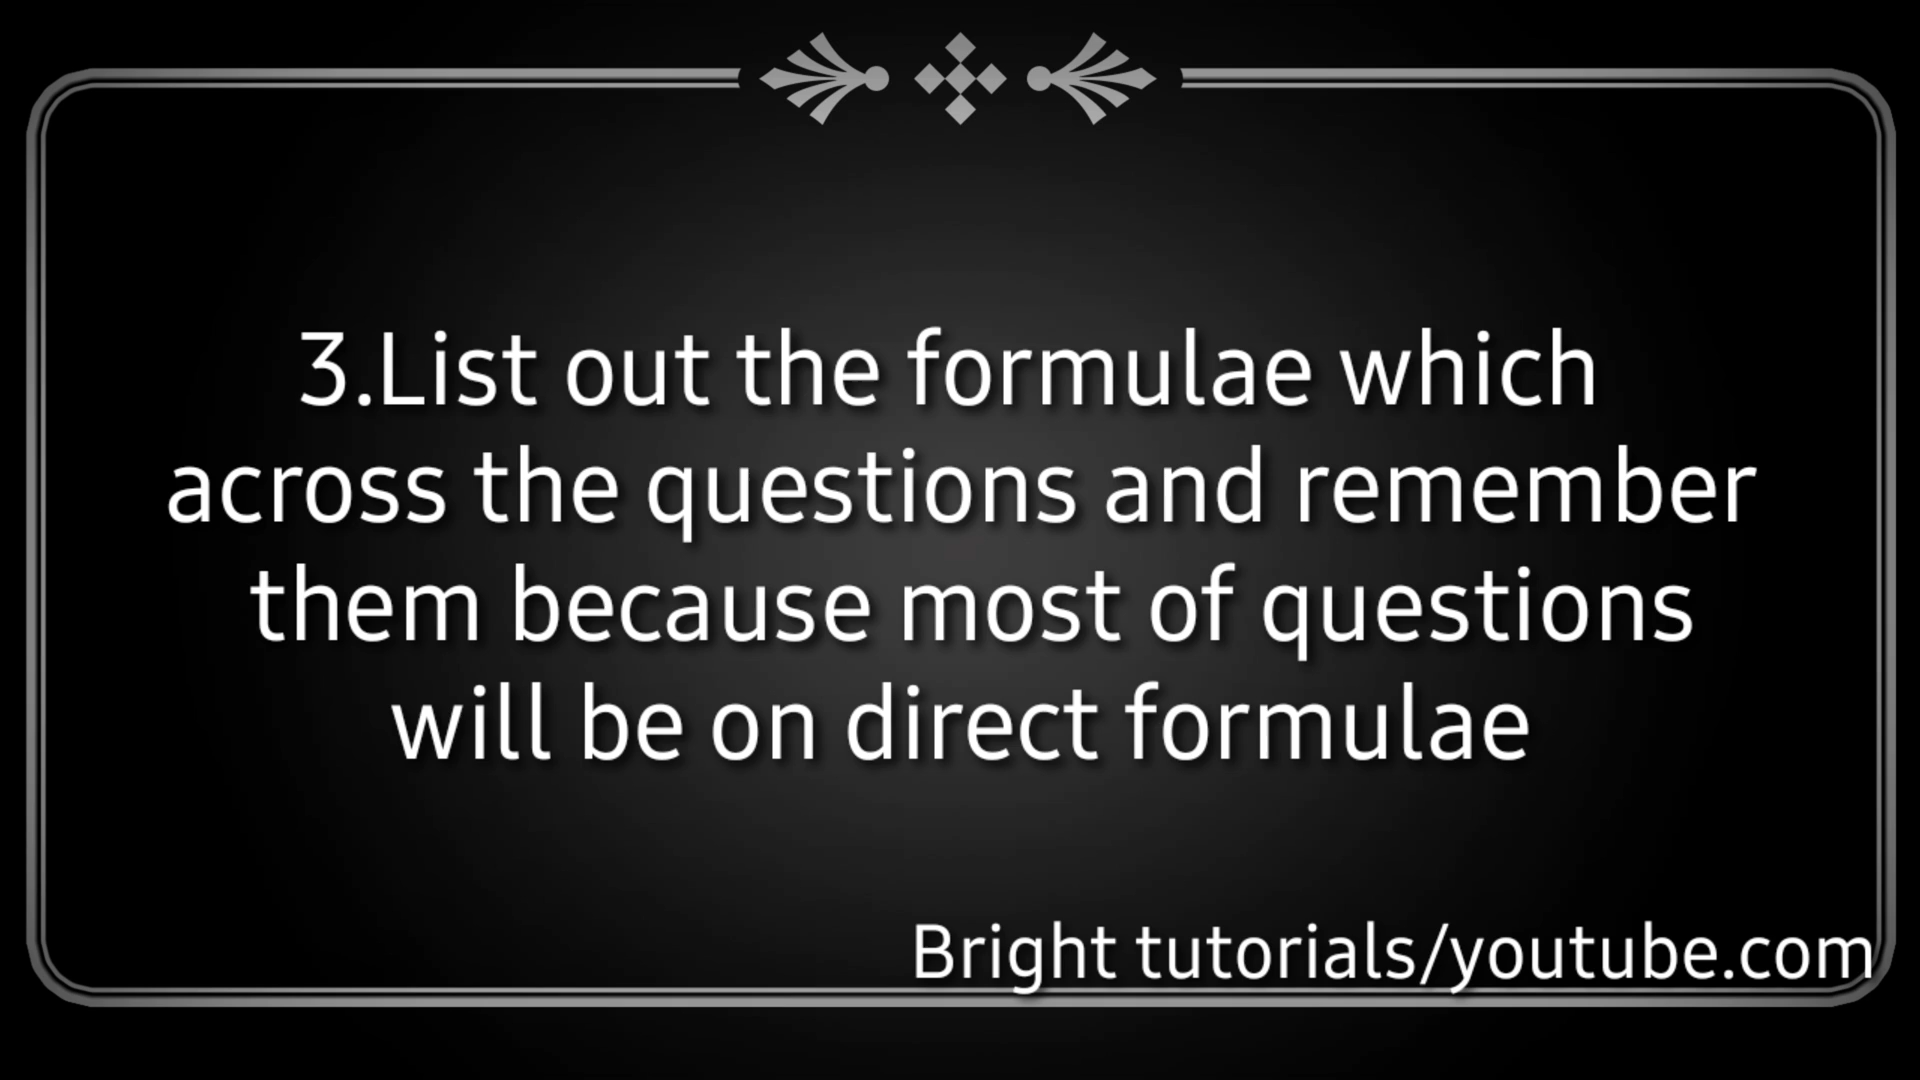 3.List out the formulae which
across the questions and remember
them because most of questions
will be on direct formulae
Bright tutorials/youtube.com